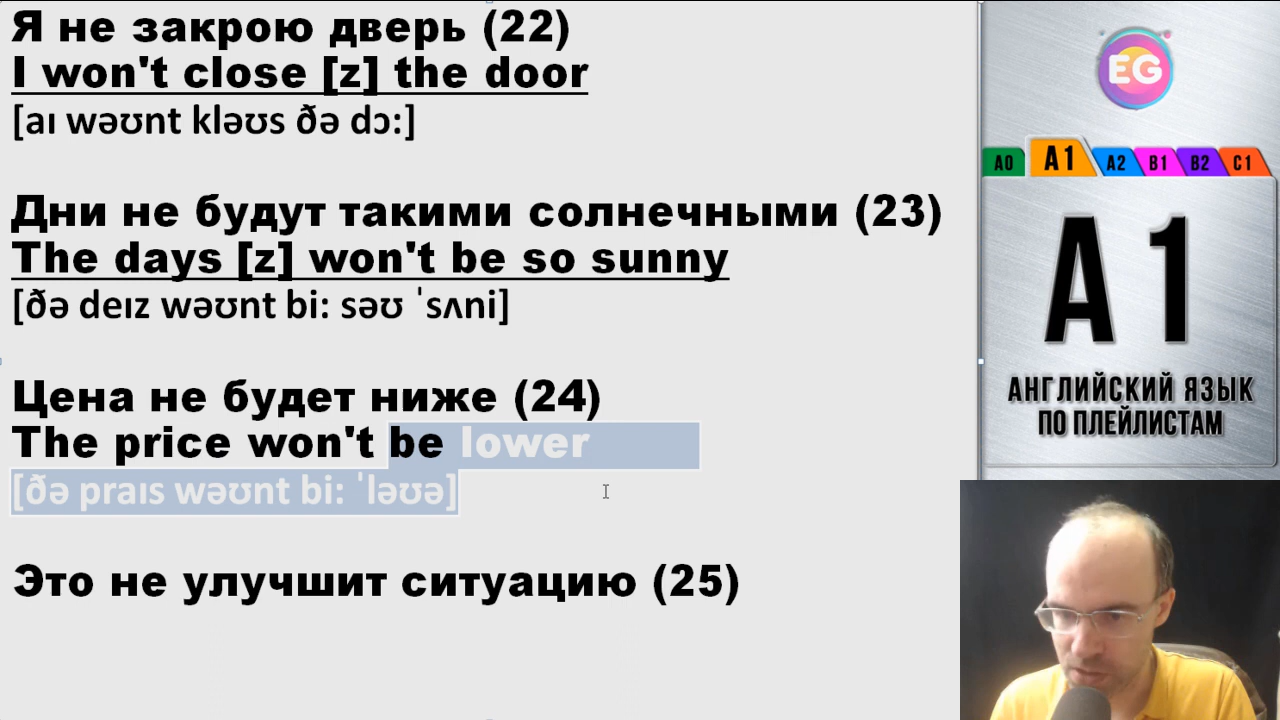 Я не закрою дверь (22)
I won't close [z] the door
[aɪ wəʊnt kləʊs ðə dɔ:]
Дни не будут такими солнечными (23)
The days [z] won't be so sunny
[ðə deɪz wəʊnt bi: səʊ ˈsʌni]
Цена не будет ниже (24)
The price won't be lower
[ðə praɪs wəʊnt bi: ˈləʊə]
Это не улучшит ситуацию (25)
EG
A0 A1 A2 B1 B2 C1
A 1
АНГЛИЙСКИЙ ЯЗЫК
ПО ПЛЕЙЛИСТАМ